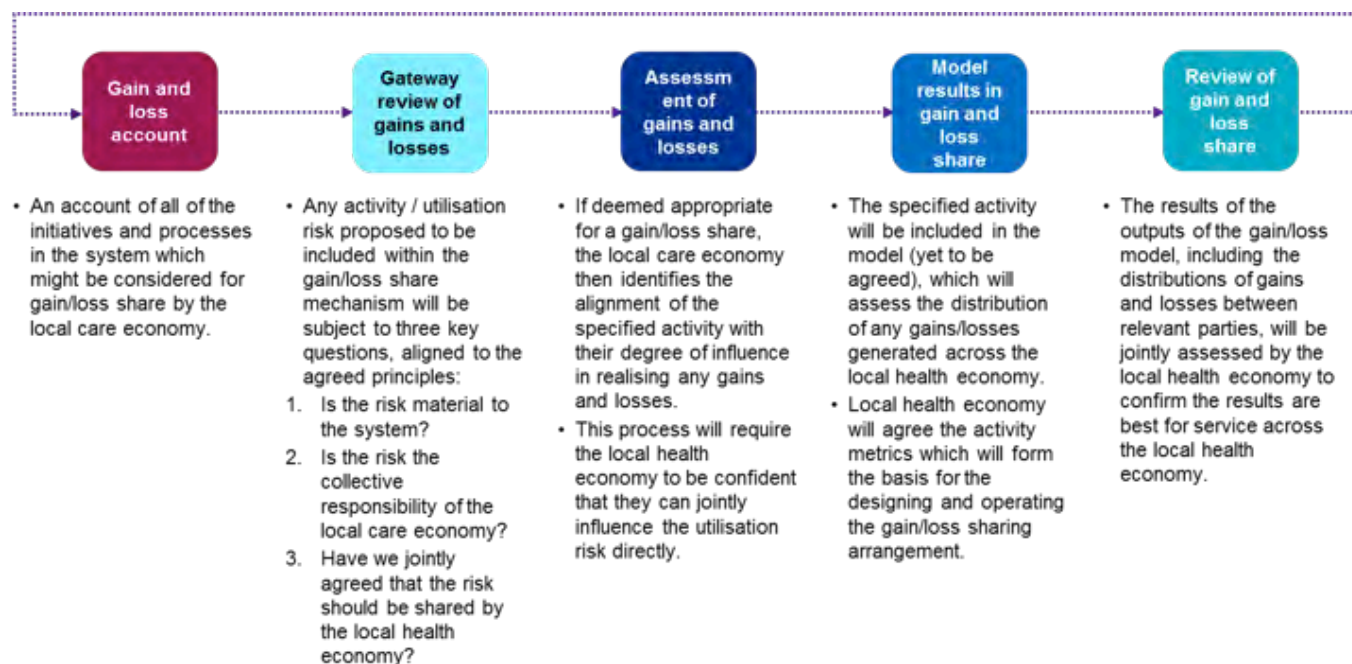 Gain and
loss
account
Gateway
review of
gains and
losses
Assessm
ent of
gains and
losses
Model
results in
gain and
loss
share
Review of
gain and
loss
share
• An account of all of the
initiatives and processes
in the system which
might be considered for
gain/loss share by the
local care economy.
• Any activity / utilisation
risk proposed to be
included within the
gain/loss share
mechanism will be
subject to three key
questions, aligned to the
agreed principles:
1. Is the risk material to
the system?
2. Is the risk the
collective
responsibility of the
local care economy?
3. Have we jointly
agreed that the risk
should be shared by
the local health
economy?
• If deemed appropriate
for a gain/loss share,
the local care economy
then identifies the
alignment of the
specified activity with
their degree of influence
in realising any gains
and losses.
• This process will require
the local health
economy to be confident
that they can jointly
influence the utilisation
risk directly.
• The specified activity
will be included in the
model (yet to be
agreed), which will
assess the distribution
of any gains/losses
generated across the
local health economy.
• Local health economy
will agree the activity
metrics which will form
the basis for the
designing and operating
the gain/loss sharing
arrangement.
• The results of the
outputs of the gain/loss
model, including the
distributions of gains
and losses between
relevant parties, will be
jointly assessed by the
local health economy to
confirm the results are
best for service across
the local health
economy.